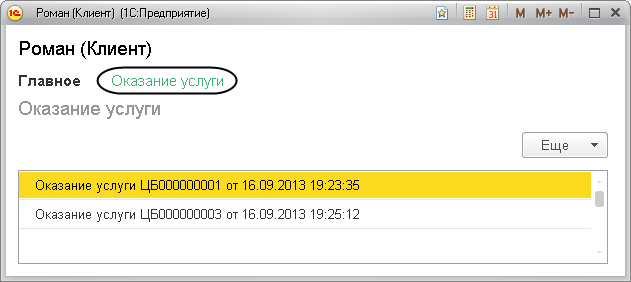 Роман (Клиент) (1С:Предприятие)
M M+ M-
Роман (Клиент)
Главное Оказание услуги
Оказание услуги
Еще
Оказание услуги ЦБ000000001 от 16.09.2013 19:23:35
Оказание услуги ЦБ000000003 от 16.09.2013 19:25:12